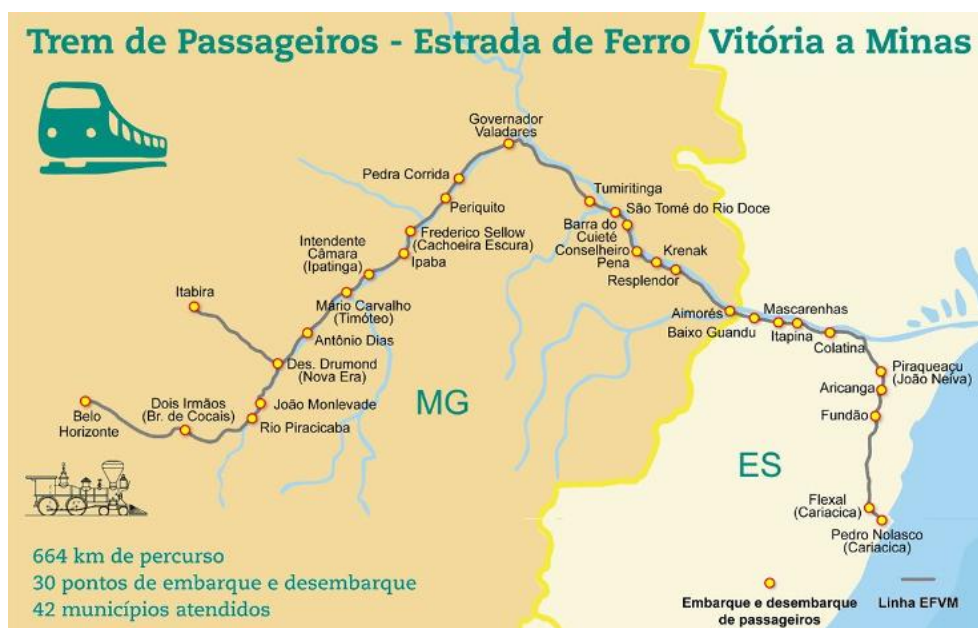 Trem de Passageiros - Estrada de Ferro Vitória a Minas
Governador
Valadares
Pedra Corrida
Periquito
Tumiritinga
São Tomé do Rio Doce
Barra do
Cuieté
Conselheiro
Pena
Krenak
Resplendor
Frederico Sellow
(Cachoeira Escura)
Ipaba
Intendente
Câmara
(Ipatinga)
Itabira
Mário Carvalho
(Timóteo)
Antônio Dias
Des. Drumond
(Nova Era)
Aimorés
Baixo Guandu
Mascarenhas
Itapina
Colatina
Piraqueaçu
(João Neiva)
Aricanga
Fundão
Dois Irmãos
(Br. de Cocais)
João Monlevade
Rio Piracicaba
Belo
Horizonte
MG
ES
Flexal
(Cariacica)
Pedro Nolasco
(Cariacica)
664 km de percurso
30 pontos de embarque e desembarque
42 municípios atendidos
Embarque e desembarque
de passageiros
Linha EFVM